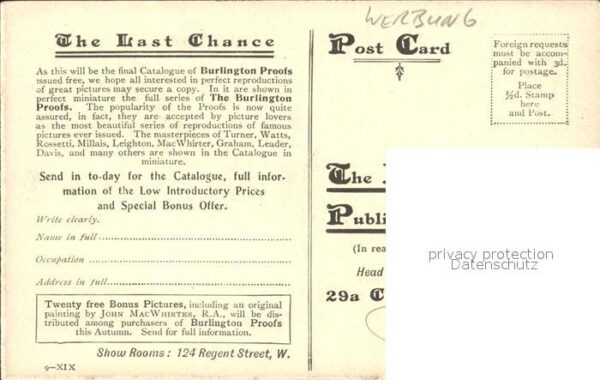 The Last Chance
As this will be the final Catalogue of Burlington Proofs
issued free, we hope all interested in perfect reproductions
of great pictures may secure a copy. In it are shown in
perfect miniature the full series of The Burlington
Proofs. The popularity of the Proofs is now quite
assured, in fact, they are accepted by picture lovers
as the most beautiful series of reproductions of famous
pictures ever issued. The masterpieces of Turner, Watts,
Rossetti, Millais, Leighton, MacWhirter, Graham, Leader,
Davis, and many others are shown in the Catalogue in
miniature.
Send in to-day for the Catalogue, full infor-
mation of the Low Introductory Prices
and Special Bonus Offer.
Write clearly.
Name in full
Occupation
Address in full
Twenty free Bonus Pictures, including an original
painting by JOHN MACWHIRTER, R.A., will be dis-
tributed among purchasers of Burlington Proofs
this Autumn. Send for full information.
Show Rooms: 124 Regent Street, W.
9-XIX
WERBUNG
Post Card
Foreign requests
must be accom-
panied with 3d.
for postage.
Place
½d. Stamp
here
and Post.
The
Publi
(In rea
Head
29a C
privacy protection
Datenschutz